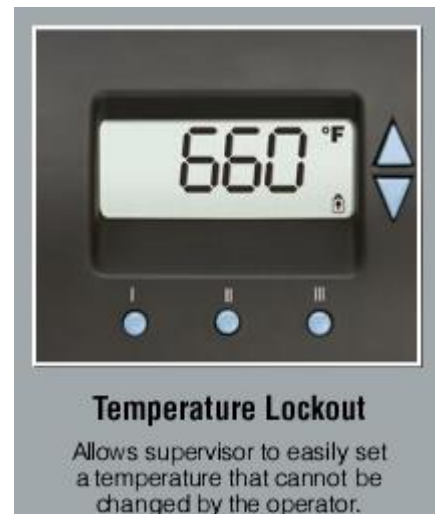 660 °F
I II III
Temperature Lockout
Allows supervisor to easily set
a temperature that cannot be
changed by the operator.